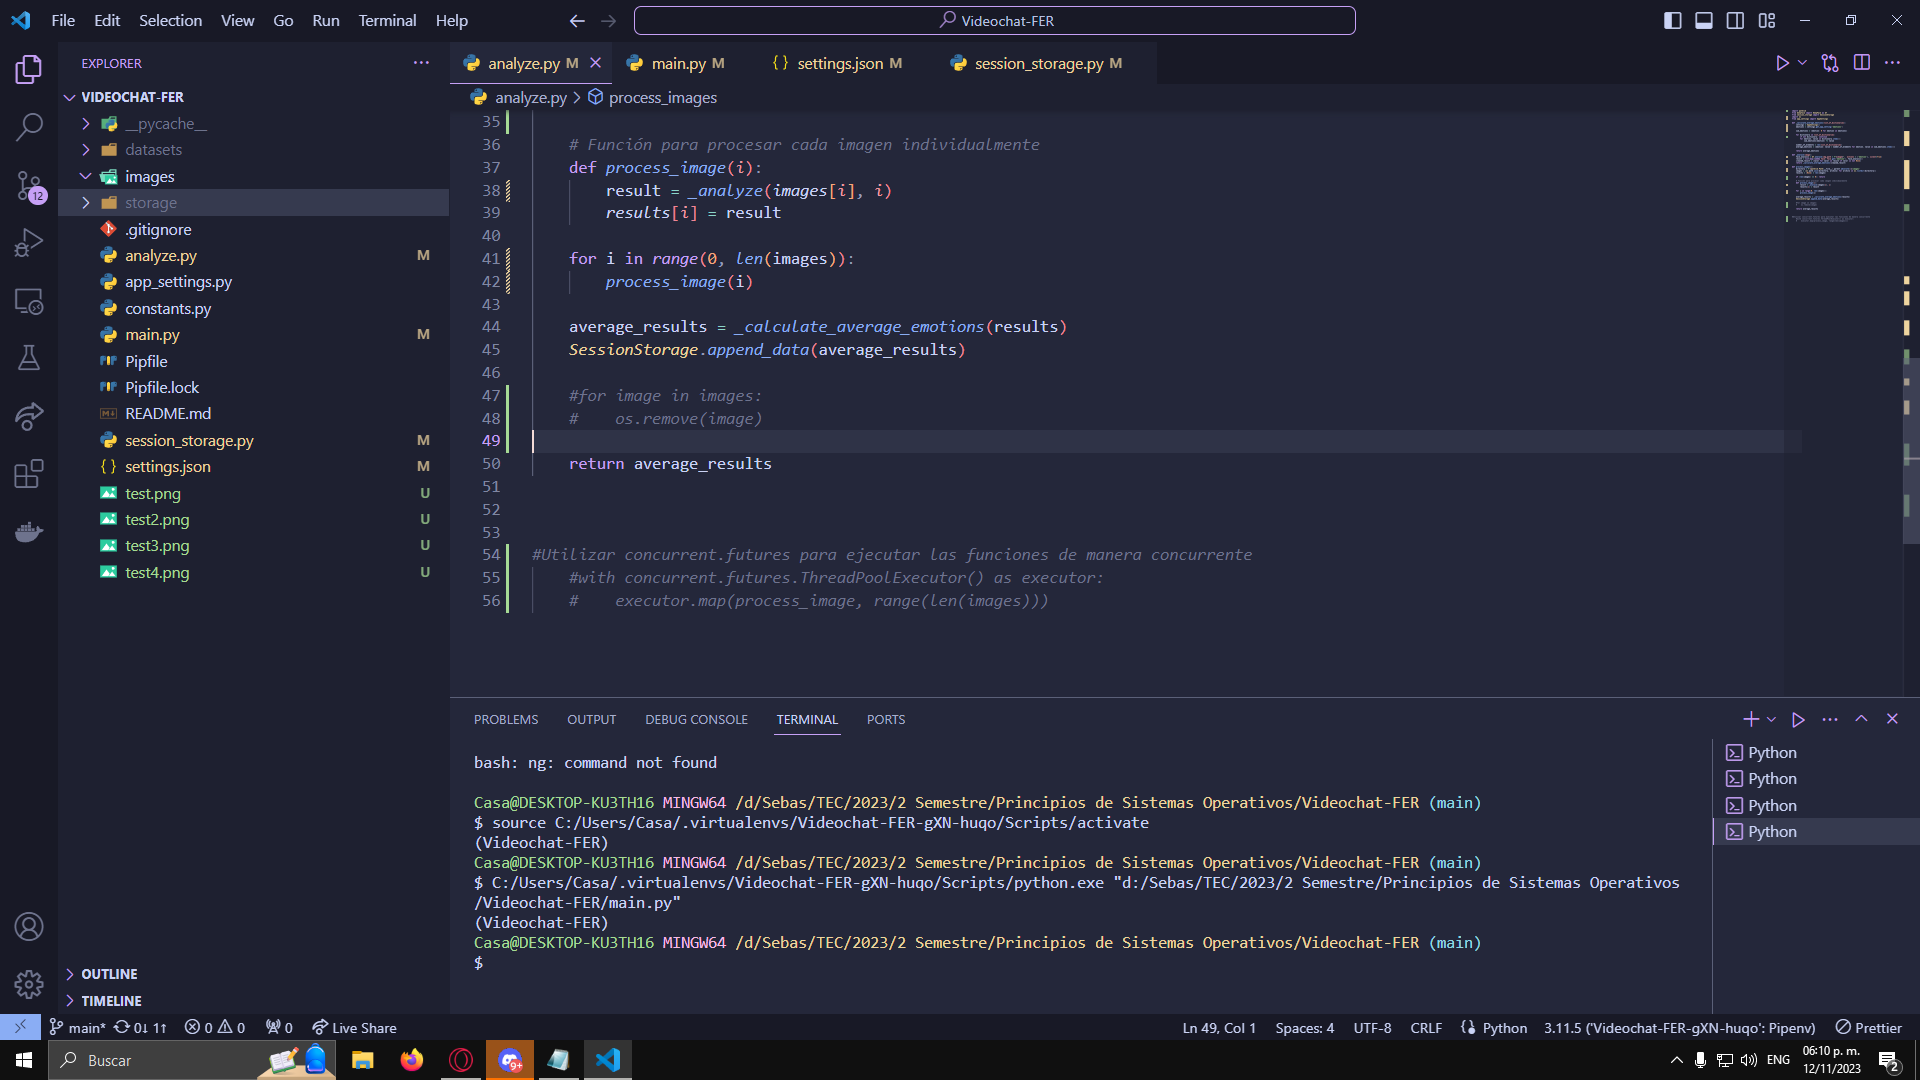 File Edit Selection View Go Run Terminal Help
Videochat-FER
EXPLORER
VIDEOCHAT-FER
__pycache__
datasets
images
storage
.gitignore
analyze.py M
app_settings.py
constants.py
main.py M
Pipfile
Pipfile.lock
README.md
session_storage.py M
settings.json M
test.png U
test2.png U
test3.png U
test4.png U
OUTLINE
TIMELINE
12
analyze.py M main.py M settings.json M session_storage.py M
analyze.py > process_images
35
36 # Función para procesar cada imagen individualmente
37 def process_image(i):
38 result = _analyze(images[i], i)
39 results[i] = result
40
41 for i in range(0, len(images)):
42 process_image(i)
43
44 average_results = _calculate_average_emotions(results)
45 SessionStorage.append_data(average_results)
46
47 #for image in images:
48 #    os.remove(image)
49
50 return average_results
51
52
53
54 #Utilizar concurrent.futures para ejecutar las funciones de manera concurrente
55 #with concurrent.futures.ThreadPoolExecutor() as executor:
56 #    executor.map(process_image, range(len(images)))
PROBLEMS OUTPUT DEBUG CONSOLE TERMINAL PORTS
bash: ng: command not found
Casa@DESKTOP-KU3TH16 MINGW64 /d/Sebas/TEC/2023/2 Semestre/Principios de Sistemas Operativos/Videochat-FER (main)
$ source C:/Users/Casa/.virtualenvs/Videochat-FER-gXN-huqo/Scripts/activate
(Videochat-FER)
Casa@DESKTOP-KU3TH16 MINGW64 /d/Sebas/TEC/2023/2 Semestre/Principios de Sistemas Operativos/Videochat-FER (main)
$ C:/Users/Casa/.virtualenvs/Videochat-FER-gXN-huqo/Scripts/python.exe "d:/Sebas/TEC/2023/2 Semestre/Principios de Sistemas Operativos
/Videochat-FER/main.py"
(Videochat-FER)
Casa@DESKTOP-KU3TH16 MINGW64 /d/Sebas/TEC/2023/2 Semestre/Principios de Sistemas Operativos/Videochat-FER (main)
$
Python
Python
Python
Python
main* 0↓ 1↑ 0 0 0 Live Share Ln 49, Col 1 Spaces: 4 UTF-8 CRLF Python 3.11.5 ('Videochat-FER-gXN-huqo': Pipenv) Prettier
Buscar 9+ ENG 06:10 p. m.
12/11/2023 2